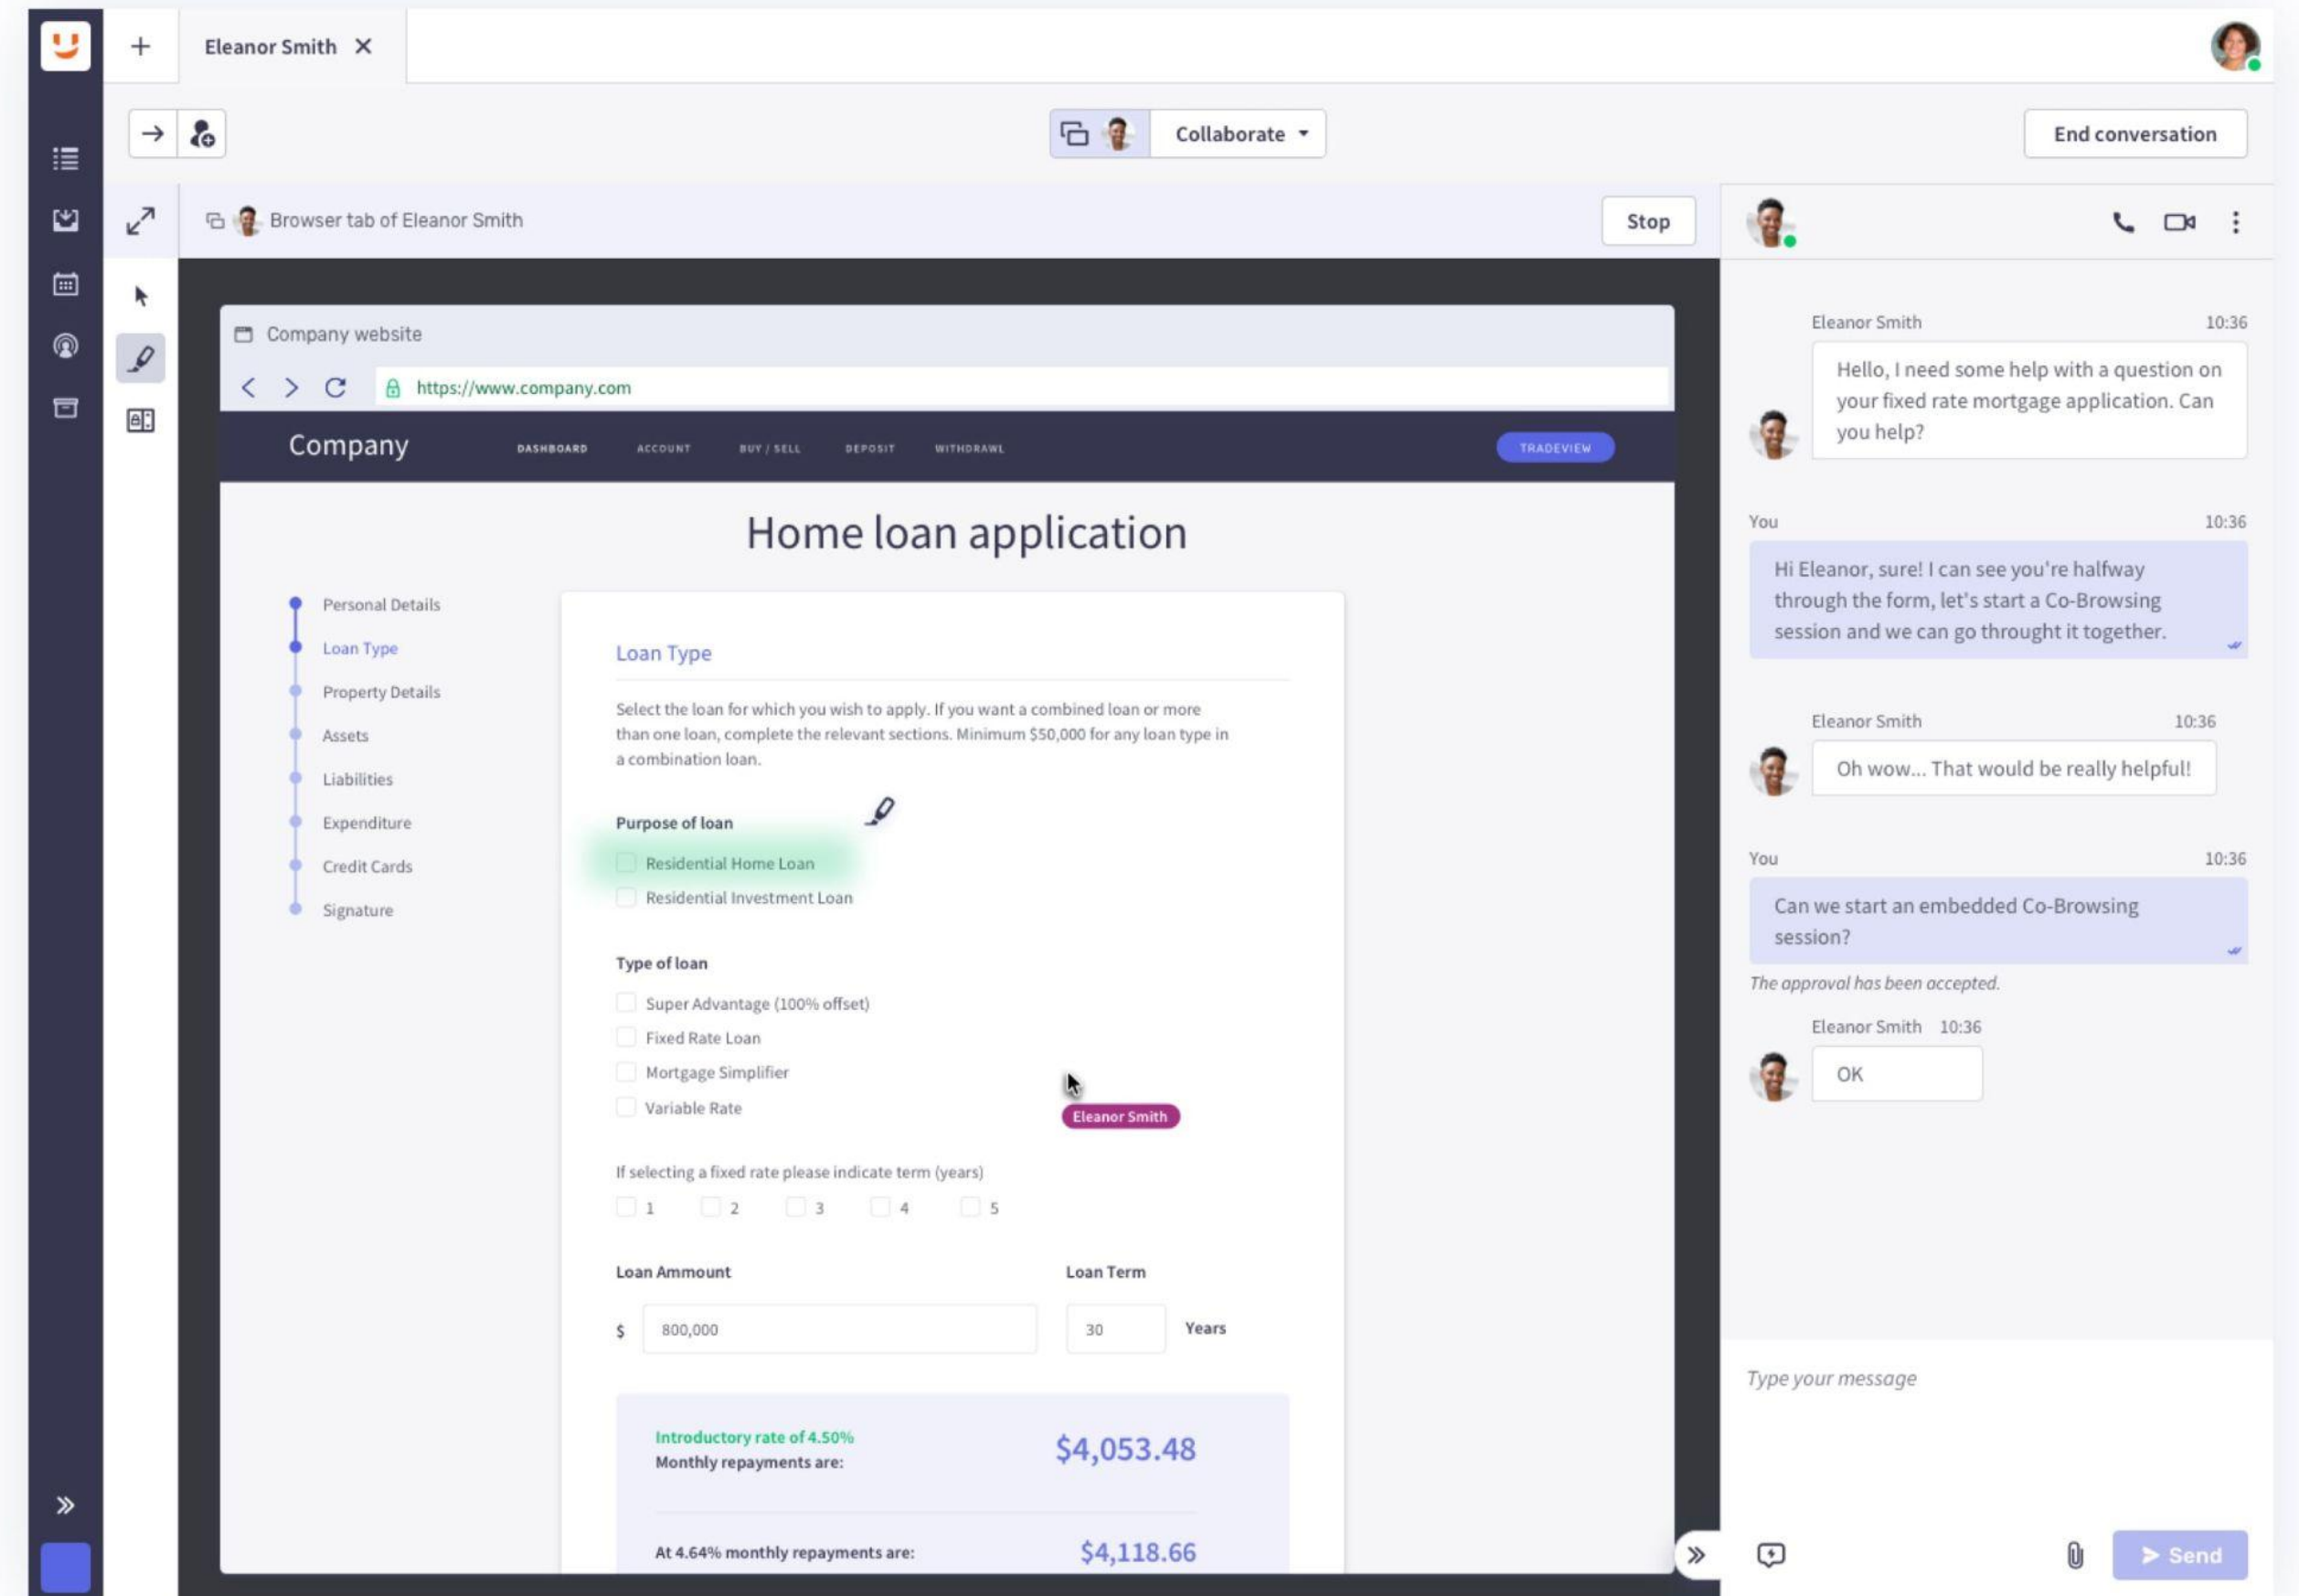 Eleanor Smith
Collaborate
End conversation
Browser tab of Eleanor Smith
Stop
Company website
https://www.company.com
Company
DASHBOARD
ACCOUNT
BUY / SELL
DEPOSIT
WITHDRAWL
TRADEVIEW
Home loan application
Personal Details
Loan Type
Property Details
Assets
Liabilities
Expenditure
Credit Cards
Signature
Loan Type
Select the loan for which you wish to apply. If you want a combined loan or more
than one loan, complete the relevant sections. Minimum $50,000 for any loan type in
a combination loan.
Purpose of loan
Residential Home Loan
Residential Investment Loan
Type of loan
Super Advantage (100% offset)
Fixed Rate Loan
Mortgage Simplifier
Variable Rate
Eleanor Smith
If selecting a fixed rate please indicate term (years)
1 2 3 4 5
Loan Ammount
Loan Term
$ 800,000
30 Years
Introductory rate of 4.50%
Monthly repayments are:
$4,053.48
At 4.64% monthly repayments are:
$4,118.66
Eleanor Smith 10:36
Hello, I need some help with a question on
your fixed rate mortgage application. Can
you help?
You 10:36
Hi Eleanor, sure! I can see you're halfway
through the form, let's start a Co-Browsing
session and we can go throught it together.
Eleanor Smith 10:36
Oh wow... That would be really helpful!
You 10:36
Can we start an embedded Co-Browsing
session?
The approval has been accepted.
Eleanor Smith 10:36
OK
Type your message
Send